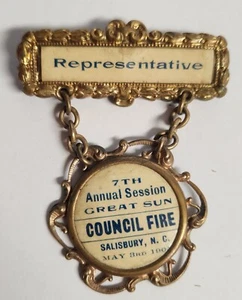 Representative
7TH
Annual Session
GREAT SUN
COUNCIL FIRE
SALISBURY, N. C.
MAY 3RD